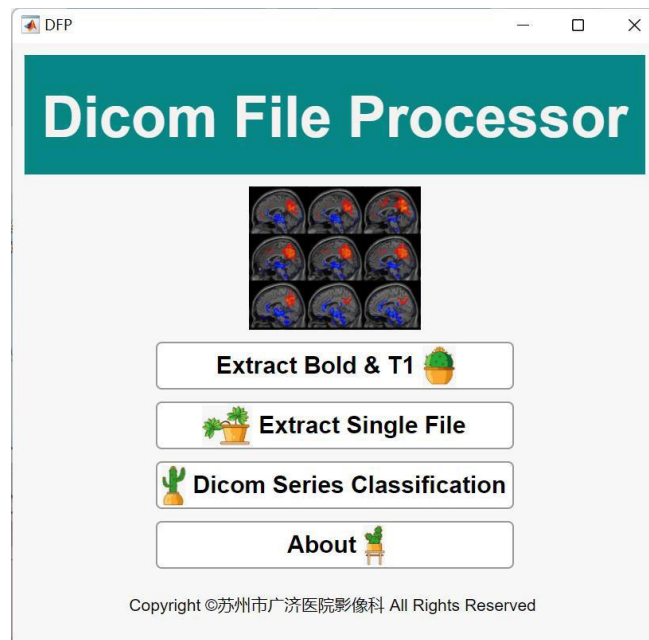 DFP
Dicom File Processor
Extract Bold & T1
Extract Single File
Dicom Series Classification
About
Copyright ©苏州市广济医院影像科 All Rights Reserved